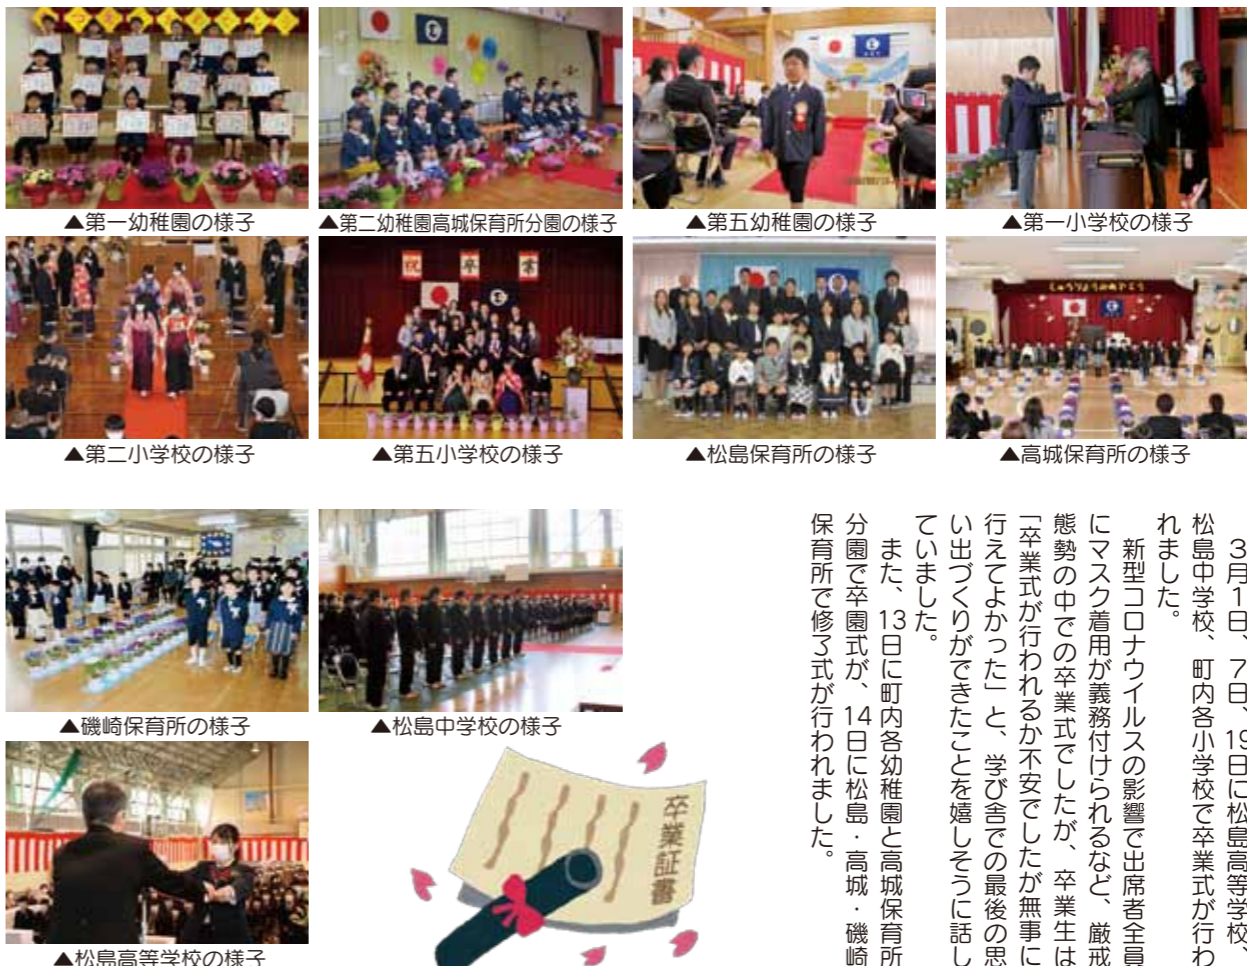 ▲第一幼稚園の様子
▲第二幼稚園高城保育所分園の様子
▲第五幼稚園の様子
▲第一小学校の様子
祝卒業
▲第二小学校の様子
▲第五小学校の様子
▲松島保育所の様子
▲高城保育所の様子
3月1日、7日、19日に松島高等学校、
松島中学校、町内各小学校で卒業式が行わ
れました。
新型コロナウイルスの影響で出席者全員
にマスク着用が義務付けられるなど、厳戒
態勢の中での卒業式でしたが、卒業生は
「卒業式が行われるか不安でしたが無事に
行えてよかった」と、学び舎での最後の思
い出づくりができたことを嬉しそうに話し
ていました。
また、13日に町内各幼稚園と高城保育所
分園で卒園式が、14日に松島・高城・磯崎
保育所で修了式が行われました。
▲磯崎保育所の様子
▲松島中学校の様子
卒業証書
▲松島高等学校の様子